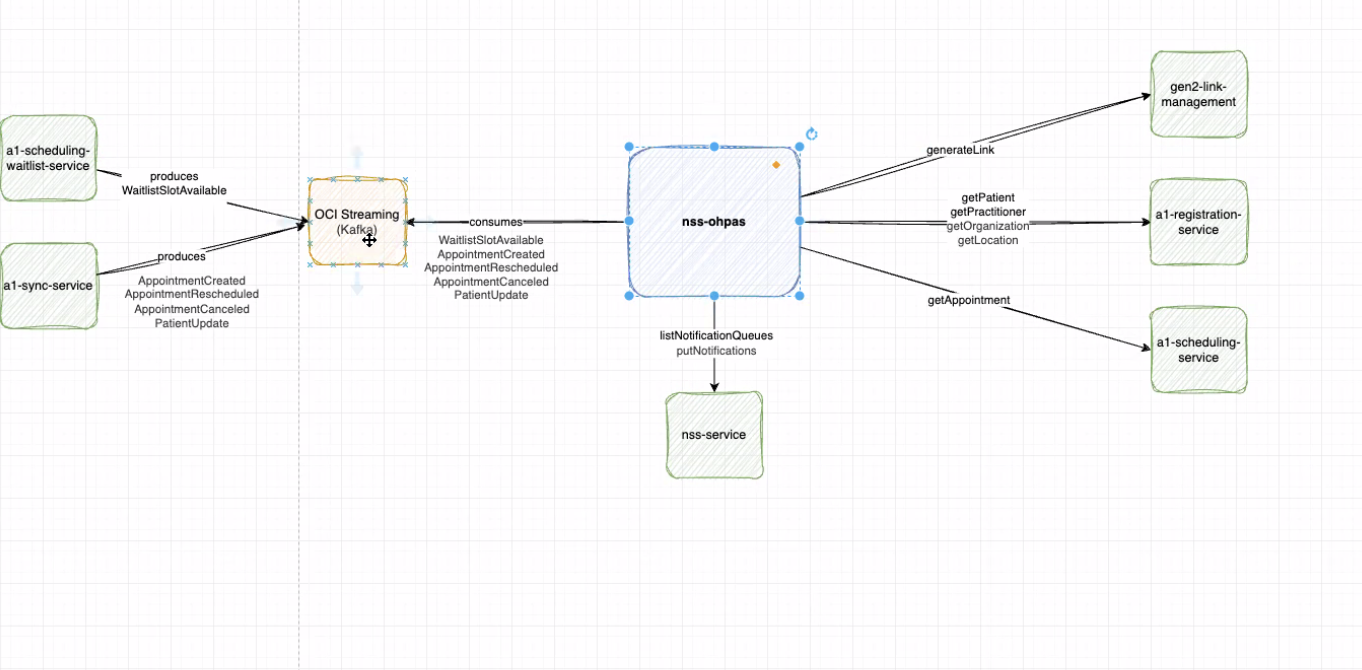 a1-scheduling-
waitlist-service
produces
WaitlistSlotAvailable
a1-sync-service
produces
AppointmentCreated
AppointmentRescheduled
AppointmentCanceled
PatientUpdate
OCI Streaming
(Kafka)
consumes
WaitlistSlotAvailable
AppointmentCreated
AppointmentRescheduled
AppointmentCanceled
PatientUpdate
nss-ohpas
listNotificationQueues
putNotifications
nss-service
generateLink
gen2-link-
management
getPatient
getPractitioner
getOrganization
getLocation
a1-registration-
service
getAppointment
a1-scheduling-
service